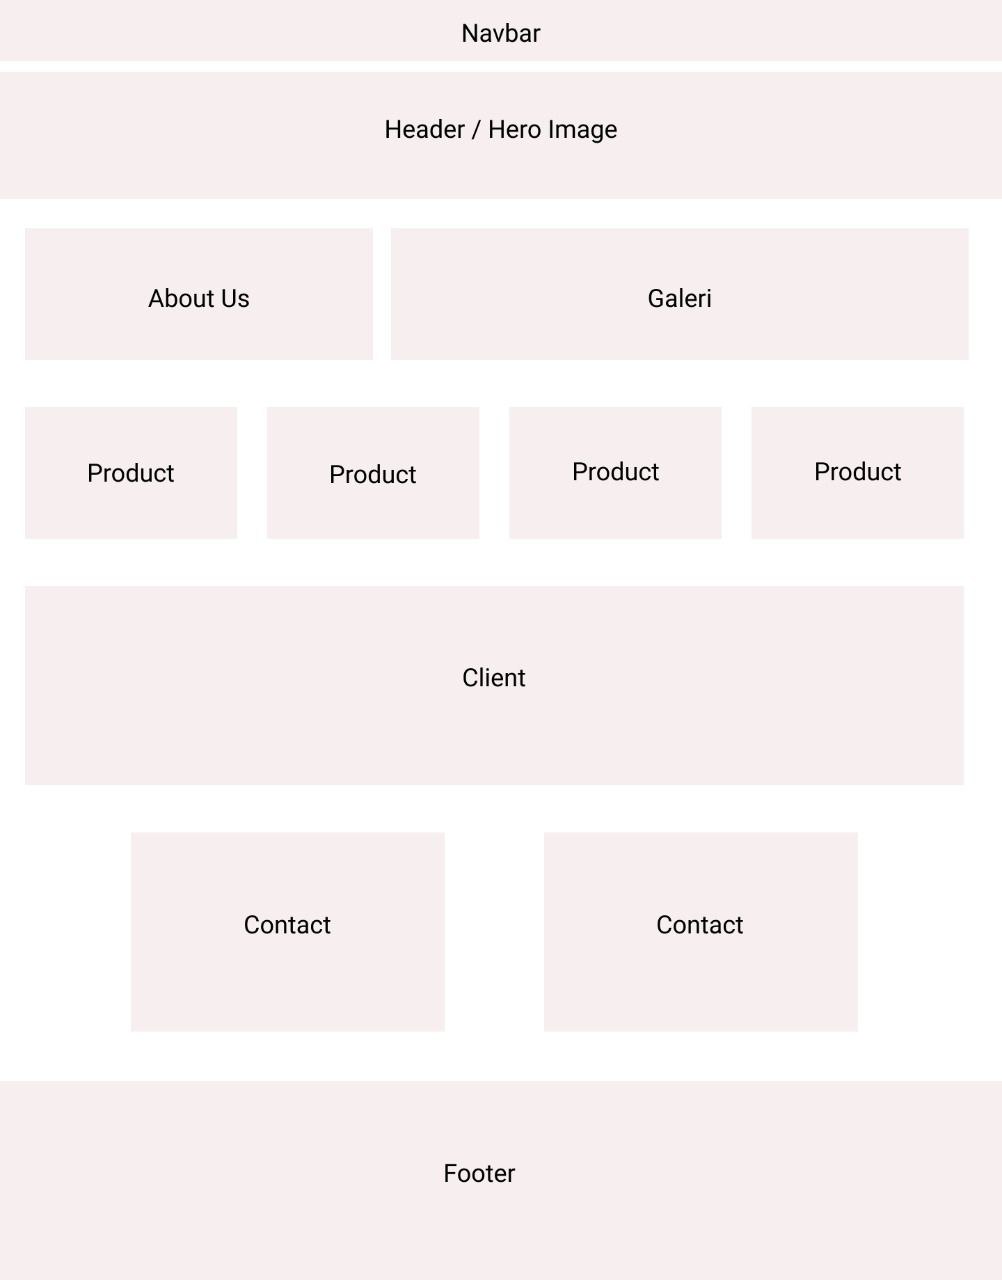 Navbar
Header / Hero Image
About Us
Galeri
Product
Product
Product
Product
Client
Contact
Contact
Footer